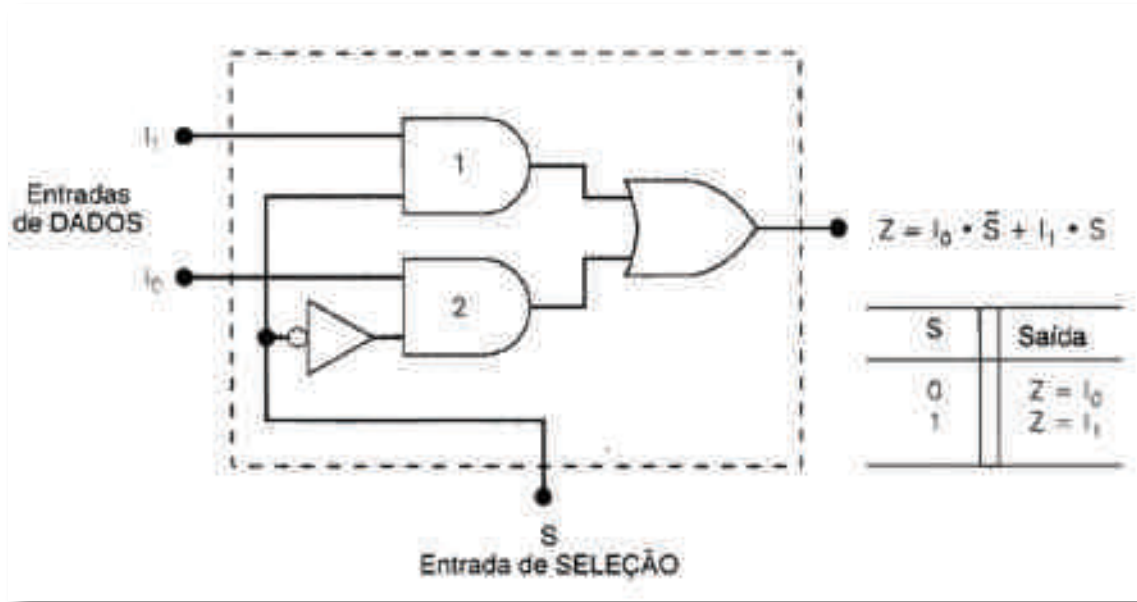 I₁
1
Entradas
de DADOS
I₀
2
Z = I₀ • S̅ + I₁ • S
S Saída
0 Z = I₀
1 Z = I₁
S
Entrada de SELEÇÃO